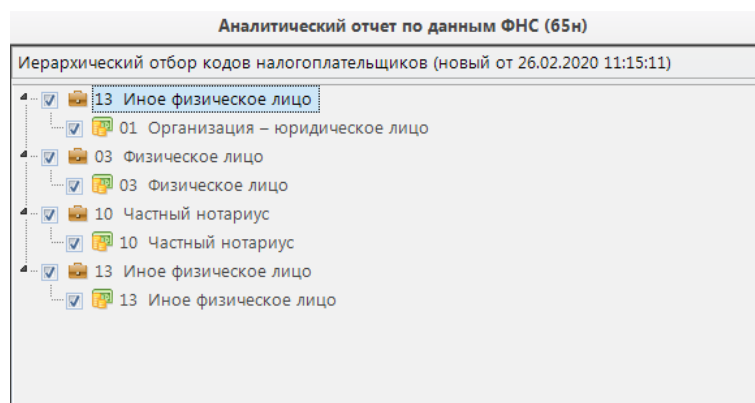 Аналитический отчет по данным ФНС (65н)
Иерархический отбор кодов налогоплательщиков (новый от 26.02.2020 11:15:11)
13 Иное физическое лицо
01 Организация – юридическое лицо
03 Физическое лицо
03 Физическое лицо
10 Частный нотариус
10 Частный нотариус
13 Иное физическое лицо
13 Иное физическое лицо